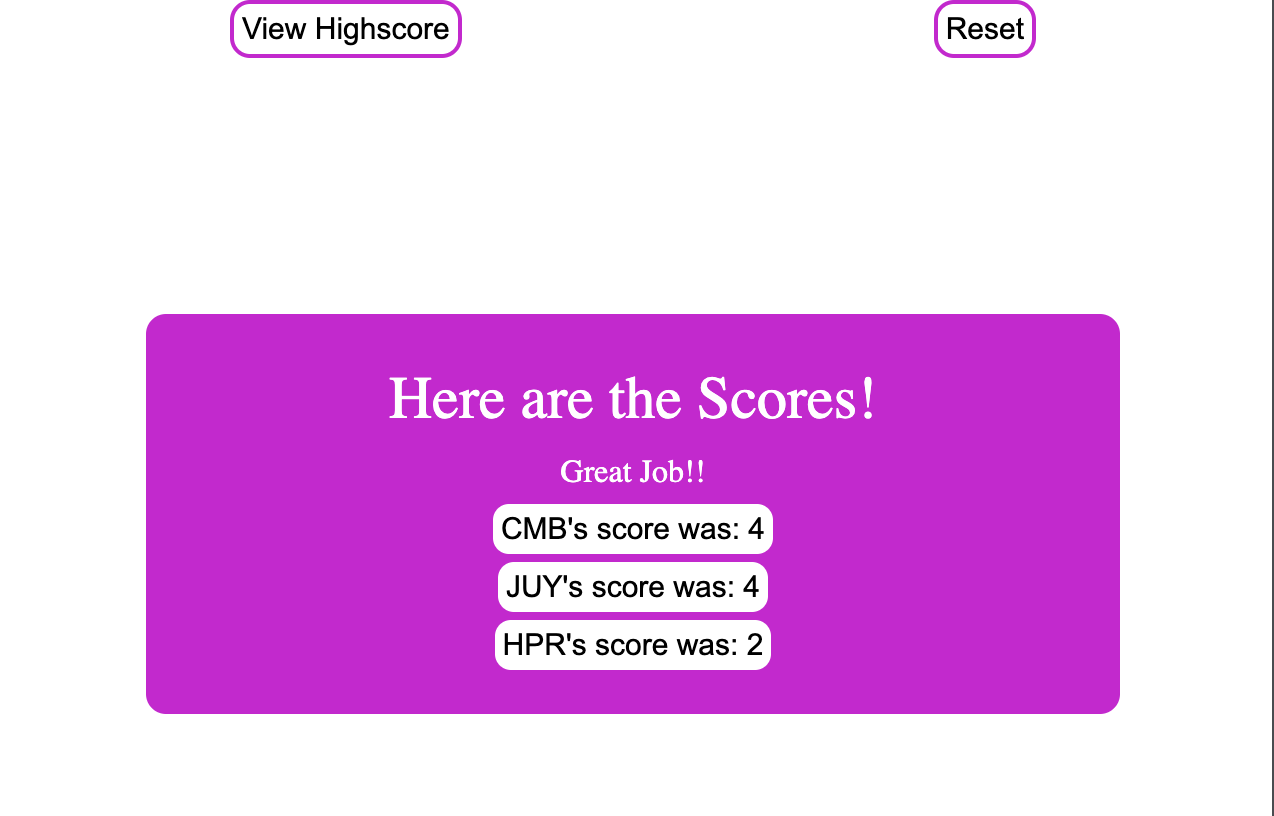 View Highscore
Reset
Here are the Scores!
Great Job!!
CMB's score was: 4
JUY's score was: 4
HPR's score was: 2